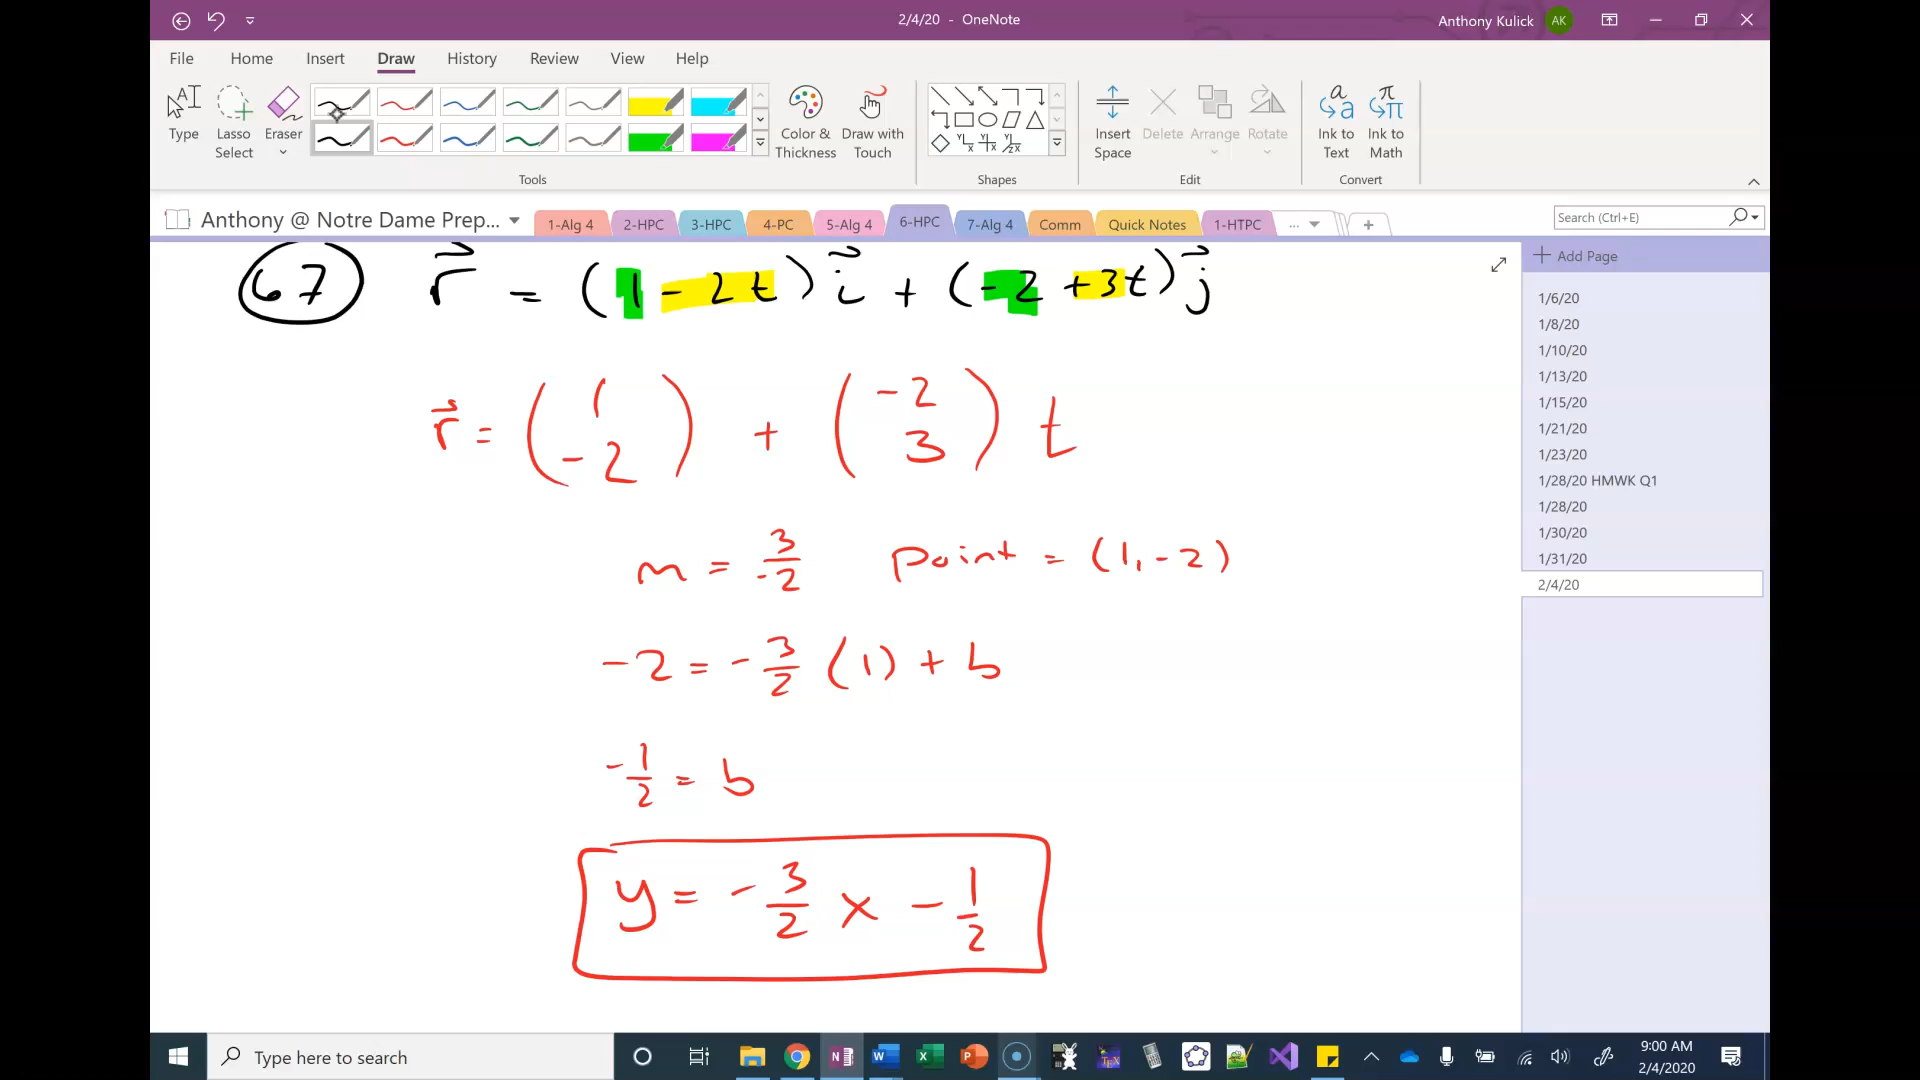 2/4/20 - OneNote
Anthony Kulick AK
File Home Insert Draw History View Help
Type
Lasso Select
Eraser
Color & Thickness
Draw with Touch
Insert Space
Delete
Arrange
Rotate
Ink to Text
Ink to Math
Tools Shapes Edit Convert
Anthony @ Notre Dame Prep... 1-Alg 4 2-HPC 3-HPC 4-PC 5-Alg 4 6-HPC 7-Alg 4 Comm Quick Notes 1-HTPC ... Search (Ctrl+E)
Add Page
1/6/20
1/8/20
1/10/20
1/13/20
1/15/20
1/21/20
1/23/20
1/28/20 HMWK Q1
1/28/20
1/30/20
1/31/20
2/4/20
67 r⃗ = (1 - 2t) i⃗ + (-2 + 3t) j⃗
r⃗ = (1 -2) + (-2 3) t
m = 3/-2 point = (1, -2)
-2 = -3/2 (1) + b
-1/2 = b
y = -3/2 x - 1/2
Type here to search
9:00 AM
2/4/2020